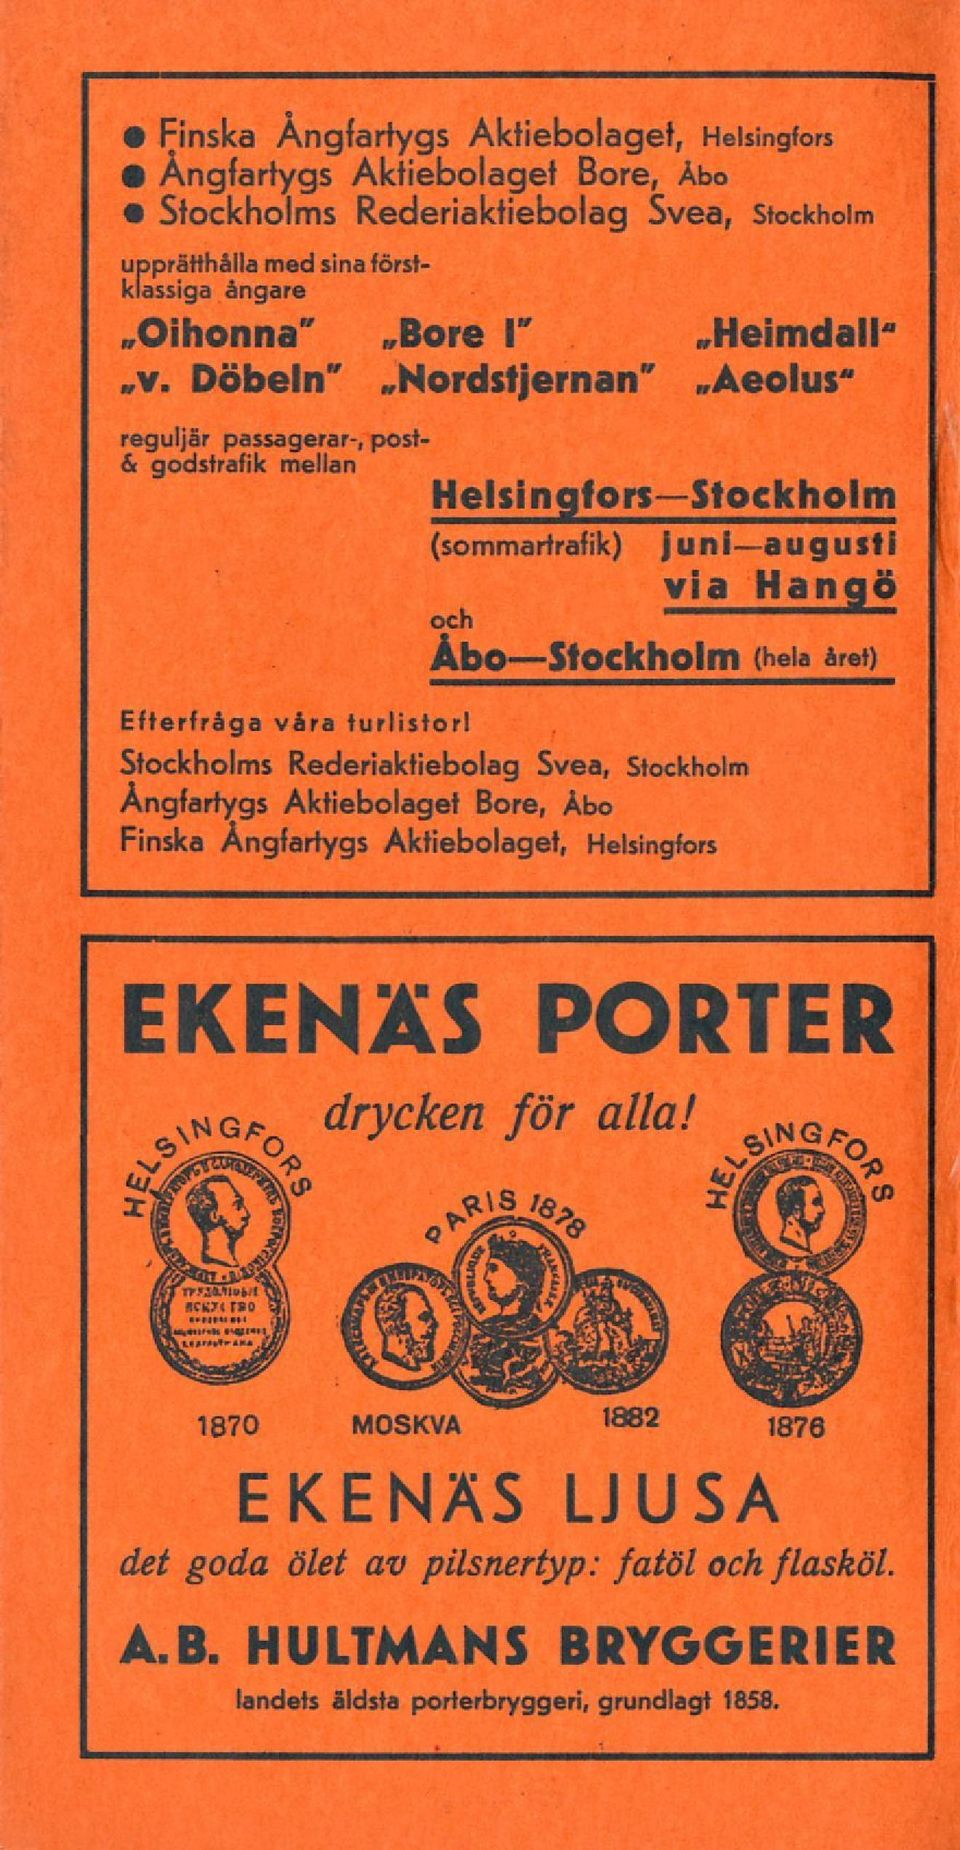 • Finska Ångfartygs Aktiebolaget, Helsingfors
• Ångfartygs Aktiebolaget Bore, Åbo
• Stockholms Rederiaktiebolag Svea, Stockholm
upprätthålla med sina först-
klassiga ångare
„Oihonna" „Bore I" „Heimdall"
„v. Döbeln" „Nordstjernan" „Aeolus"
reguljär passagerar-, post-
& godstrafik mellan
Helsingfors—Stockholm
(sommartrafik) juni—augusti
via Hangö
och
Åbo—Stockholm (hela året)
Efterfråga våra turlistor!
Stockholms Rederiaktiebolag Svea, Stockholm
Ångfartygs Aktiebolaget Bore, Åbo
Finska Ångfartygs Aktiebolaget, Helsingfors
EKENÄS PORTER
drycken för alla!
HELSINGFORS
PARIS 1878
HELSINGFORS
1870 MOSKVA 1882 1876
EKENÄS LJUSA
det goda ölet av pilsnertyp: fatöl och flasköl.
A.B. HULTMANS BRYGGERIER
landets äldsta porterbryggeri, grundlagt 1858.